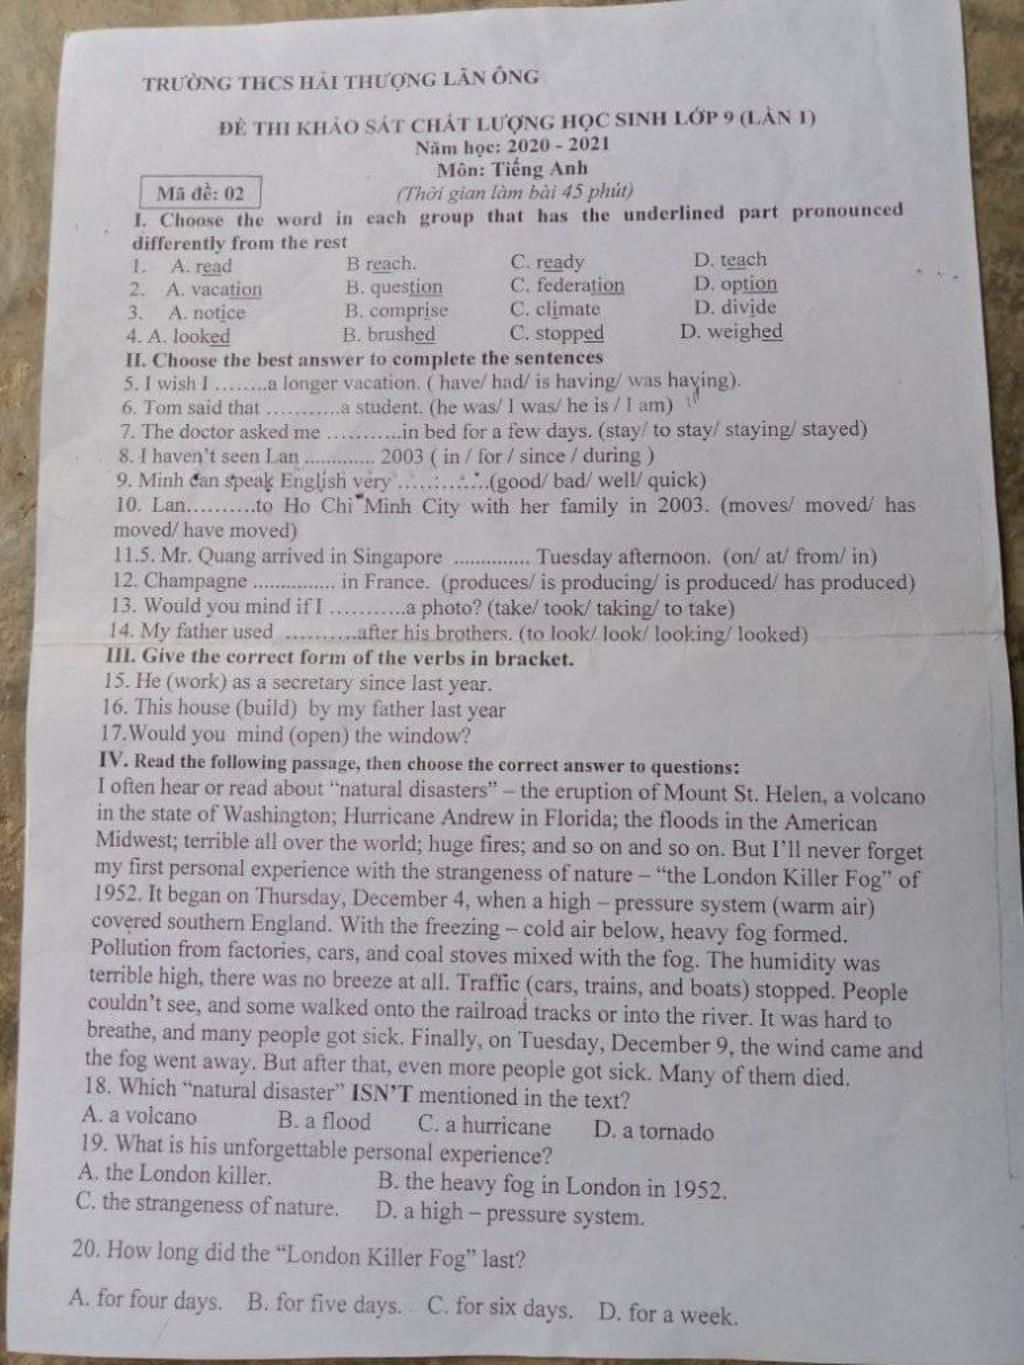 TRƯỜNG THCS HẢI THƯỢNG LÃN ÔNG
ĐỀ THI KHẢO SÁT CHẤT LƯỢNG HỌC SINH LỚP 9 (LẦN 1)
Năm học: 2020 - 2021
Môn: Tiếng Anh
Mã đề: 02 (Thời gian làm bài 45 phút)
I. Choose the word in each group that has the underlined part pronounced
differently from the rest
1. A. read B reach. C. ready D. teach
2. A. vacation B. question C. federation D. option
3. A. notice B. comprise C. climate D. divide
4. A. looked B. brushed C. stopped D. weighed
II. Choose the best answer to complete the sentences
5. I wish I ........a longer vacation. ( have/ had/ is having/ was having).
6. Tom said that ...........a student. (he was/ I was/ he is / I am)
7. The doctor asked me ...........in bed for a few days. (stay/ to stay/ staying/ stayed)
8. I haven't seen Lan ............. 2003 ( in / for / since / during )
9. Minh can speak English very ..............(good/ bad/ well/ quick)
10. Lan..........to Ho Chi Minh City with her family in 2003. (moves/ moved/ has
moved/ have moved)
11.5. Mr. Quang arrived in Singapore .............. Tuesday afternoon. (on/ at/ from/ in)
12. Champagne .............. in France. (produces/ is producing/ is produced/ has produced)
13. Would you mind if I ...........a photo? (take/ took/ taking/ to take)
14. My father used ...........after his brothers. (to look/ look/ looking/ looked)
III. Give the correct form of the verbs in bracket.
15. He (work) as a secretary since last year.
16. This house (build) by my father last year
17.Would you mind (open) the window?
IV. Read the following passage, then choose the correct answer to questions:
I often hear or read about “natural disasters” – the eruption of Mount St. Helen, a volcano
in the state of Washington; Hurricane Andrew in Florida; the floods in the American
Midwest; terrible all over the world; huge fires; and so on and so on. But I'll never forget
my first personal experience with the strangeness of nature – “the London Killer Fog” of
1952. It began on Thursday, December 4, when a high – pressure system (warm air)
covered southern England. With the freezing – cold air below, heavy fog formed.
Pollution from factories, cars, and coal stoves mixed with the fog. The humidity was
terrible high, there was no breeze at all. Traffic (cars, trains, and boats) stopped. People
couldn't see, and some walked onto the railroad tracks or into the river. It was hard to
breathe, and many people got sick. Finally, on Tuesday, December 9, the wind came and
the fog went away. But after that, even more people got sick. Many of them died.
18. Which “natural disaster” ISN'T mentioned in the text?
A. a volcano B. a flood C. a hurricane D. a tornado
19. What is his unforgettable personal experience?
A. the London killer. B. the heavy fog in London in 1952.
C. the strangeness of nature. D. a high – pressure system.
20. How long did the “London Killer Fog” last?
A. for four days. B. for five days. C. for six days. D. for a week.